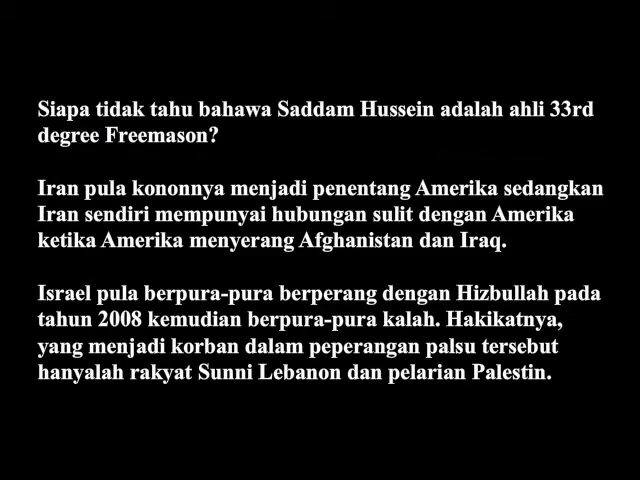 Siapa tidak tahu bahawa Saddam Hussein adalah ahli 33rd
degree Freemason?
Iran pula kononnya menjadi penentang Amerika sedangkan
Iran sendiri mempunyai hubungan sulit dengan Amerika
ketika Amerika menyerang Afghanistan dan Iraq.
Israel pula berpura-pura berperang dengan Hizbullah pada
tahun 2008 kemudian berpura-pura kalah. Hakikatnya,
yang menjadi korban dalam peperangan palsu tersebut
hanyalah rakyat Sunni Lebanon dan pelarian Palestin.